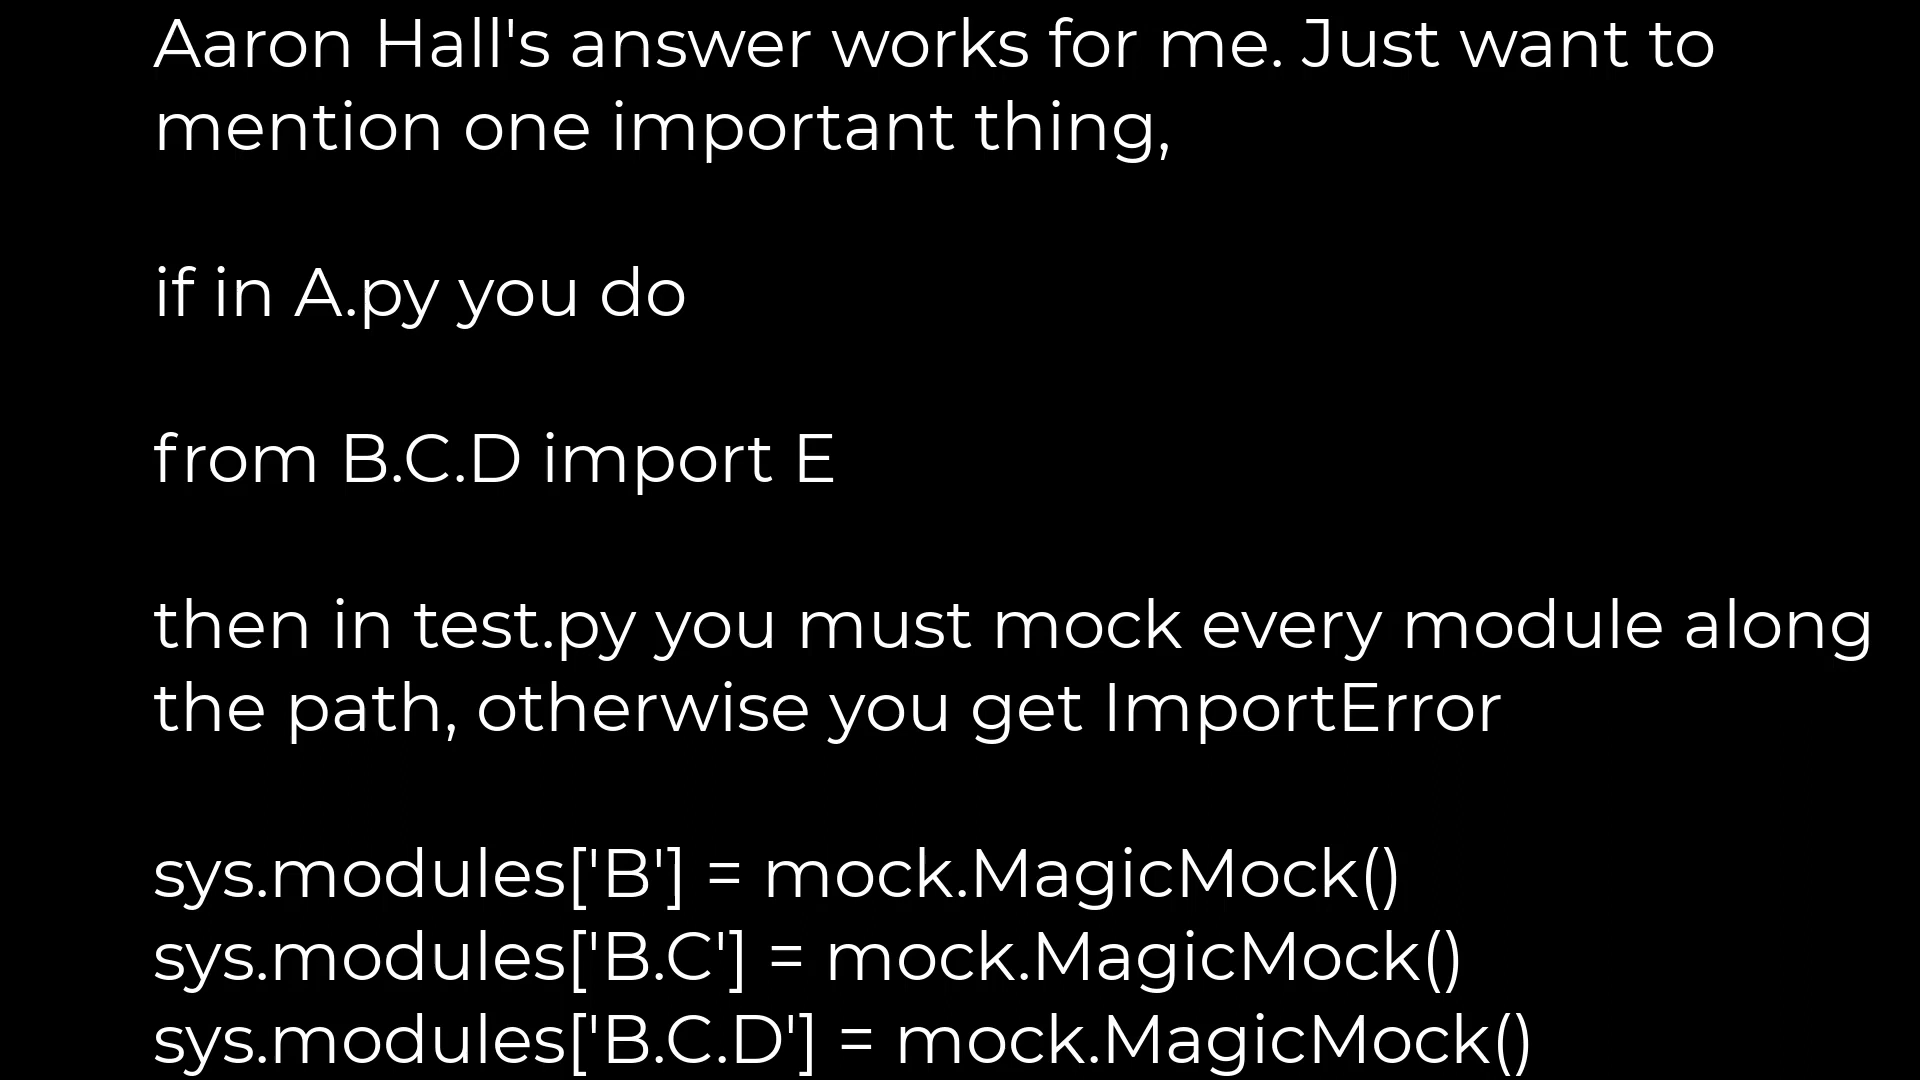 Aaron Hall's answer works for me. Just want to
mention one important thing,
if in A.py you do
from B.C.D import E
then in test.py you must mock every module along
the path, otherwise you get ImportError
sys.modules['B'] = mock.MagicMock()
sys.modules['B.C'] = mock.MagicMock()
sys.modules['B.C.D'] = mock.MagicMock()